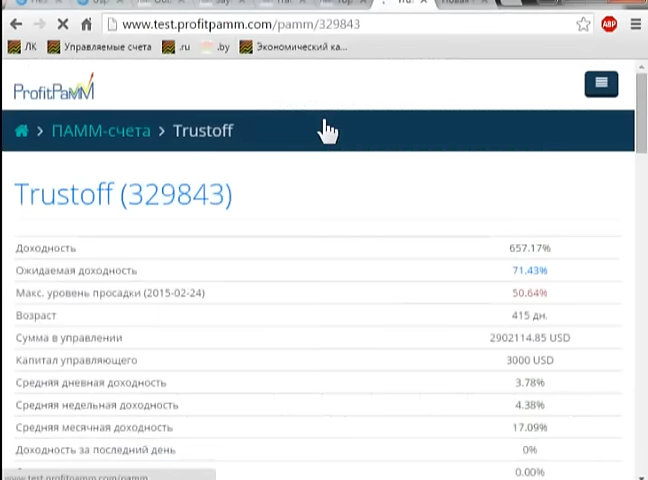 www.test.profitpamm.com/pamm/329843
ABP
ЛК Управляемые счета .ru .by Экономический ка...
ProfitPaMM
ПАММ-счета > Trustoff
Trustoff (329843)
Доходность 657.17%
Ожидаемая доходность 71.43%
Макс. уровень просадки (2015-02-24) 50.64%
Возраст 415 дн.
Сумма в управлении 2902114.85 USD
Капитал управляющего 3000 USD
Средняя дневная доходность 3.78%
Средняя недельная доходность 4.38%
Средняя месячная доходность 17.09%
Доходность за последний день 0%
0.00%
www.test.profitpamm.com/pamm